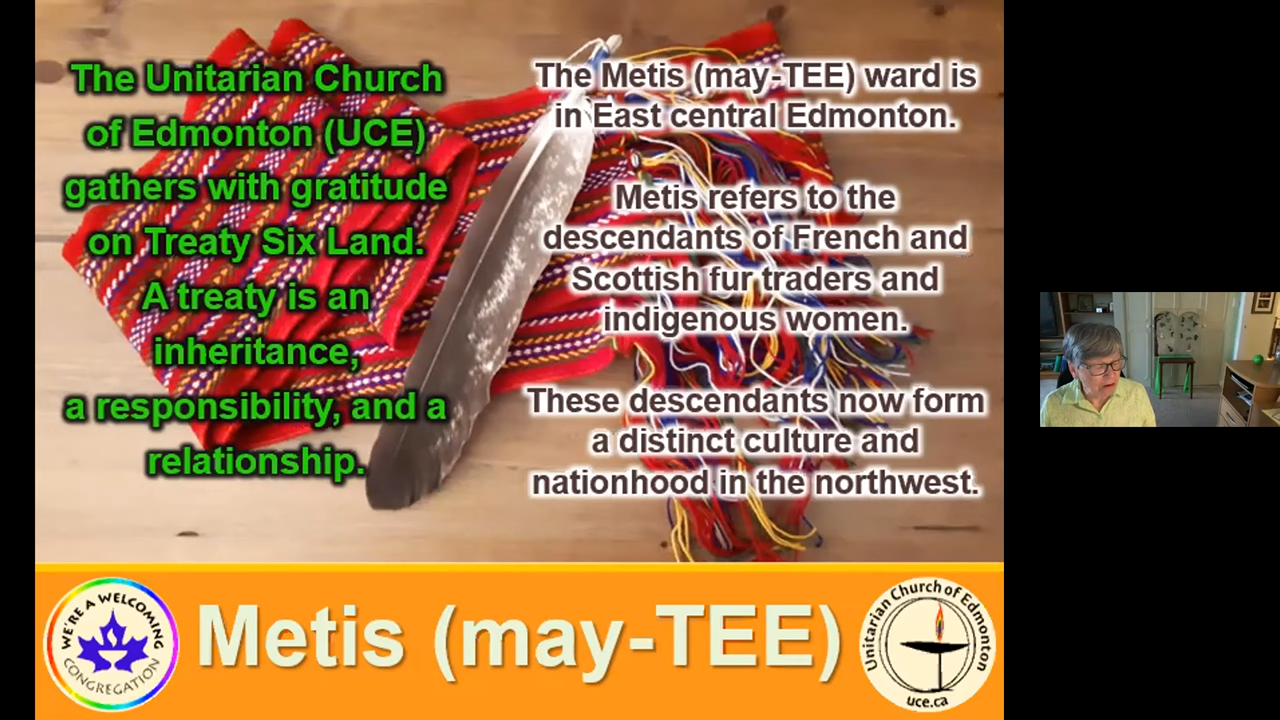 The Unitarian Church
of Edmonton (UCE)
gathers with gratitude
on Treaty Six Land.
A treaty is an
inheritance,
a responsibility, and a
relationship.
The Metis (may-TEE) ward is
in East central Edmonton.
Metis refers to the
descendants of French and
Scottish fur traders and
indigenous women.
These descendants now form
a distinct culture and
nationhood in the northwest.
WE'RE A WELCOMING
CONGREGATION
Metis (may-TEE)
Unitarian Church of Edmonton
uce.ca